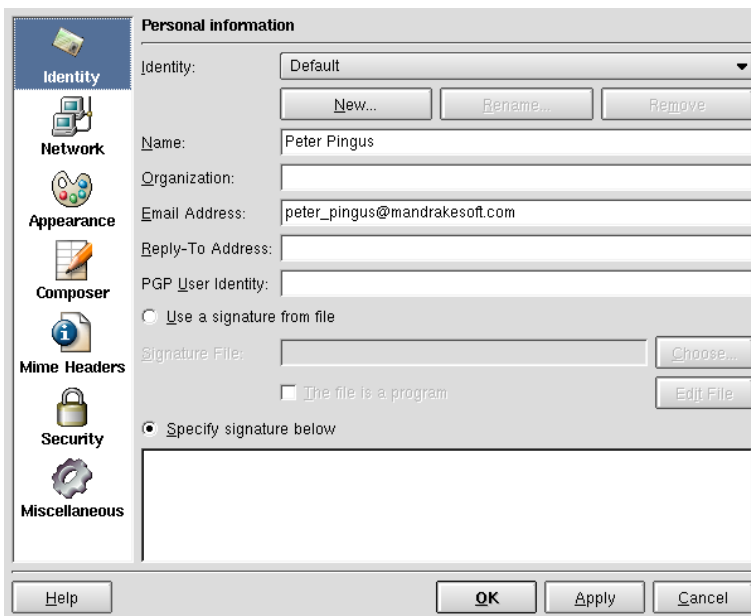 Identity
Network
Appearance
Composer
Mime Headers
Security
Miscellaneous
Personal information
Identity: Default
New... Rename... Remove
Name: Peter Pingus
Organization:
Email Address: peter_pingus@mandrakesoft.com
Reply-To Address:
PGP User Identity:
Use a signature from file
Signature File: Choose...
The file is a program Edit File
Specify signature below
Help OK Apply Cancel